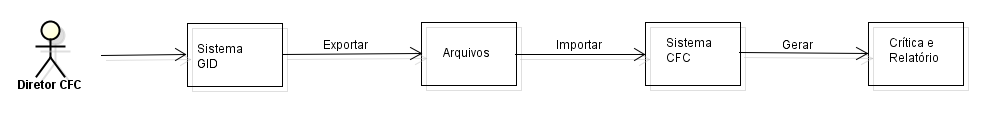 Diretor CFC
Sistema
GID
Exportar
Arquivos
Importar
Sistema
CFC
Gerar
Crítica e
Relatório